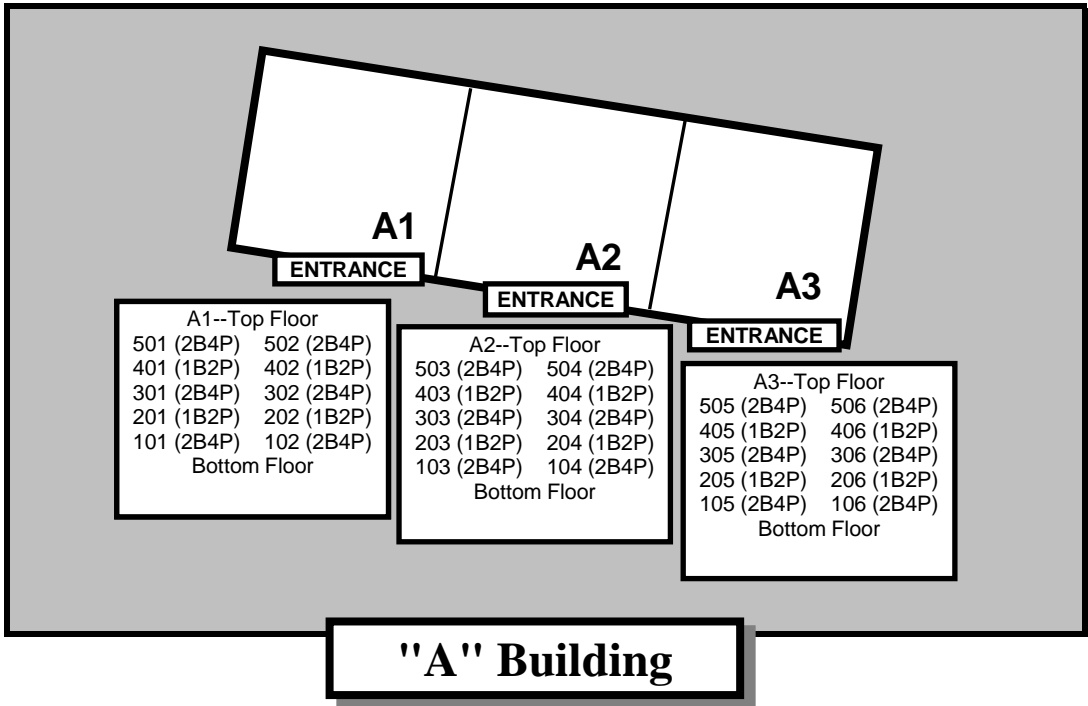 A1
ENTRANCE
A2
ENTRANCE
A3
ENTRANCE
A1--Top Floor
501 (2B4P) 502 (2B4P)
401 (1B2P) 402 (1B2P)
301 (2B4P) 302 (2B4P)
201 (1B2P) 202 (1B2P)
101 (2B4P) 102 (2B4P)
Bottom Floor
A2--Top Floor
503 (2B4P) 504 (2B4P)
403 (1B2P) 404 (1B2P)
303 (2B4P) 304 (2B4P)
203 (1B2P) 204 (1B2P)
103 (2B4P) 104 (2B4P)
Bottom Floor
A3--Top Floor
505 (2B4P) 506 (2B4P)
405 (1B2P) 406 (1B2P)
305 (2B4P) 306 (2B4P)
205 (1B2P) 206 (1B2P)
105 (2B4P) 106 (2B4P)
Bottom Floor
"A" Building